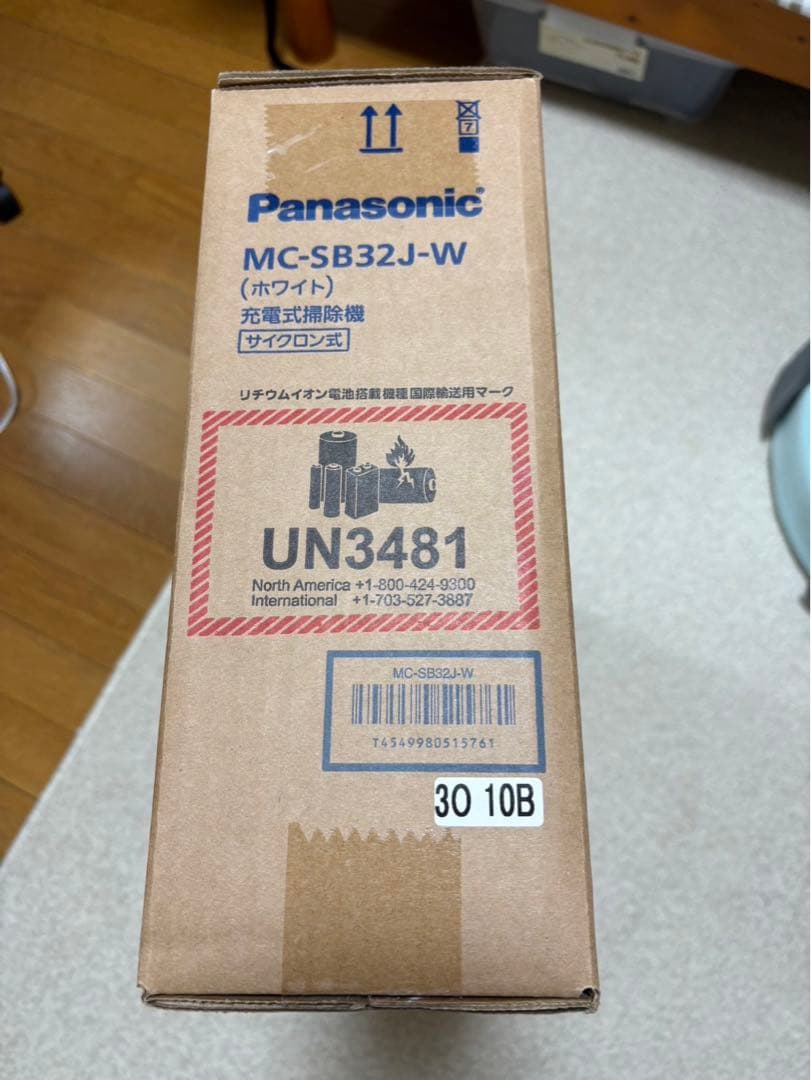 7
Panasonic®
MC-SB32J-W
(ホワイト)
充電式掃除機
サイクロン式
リチウムイオン電池搭載機種国際輸送用マーク
UN3481
North America +1-800-424-9300
International +1-703-527-3887
MC-SB32J-W
T4549980515761
30 10B